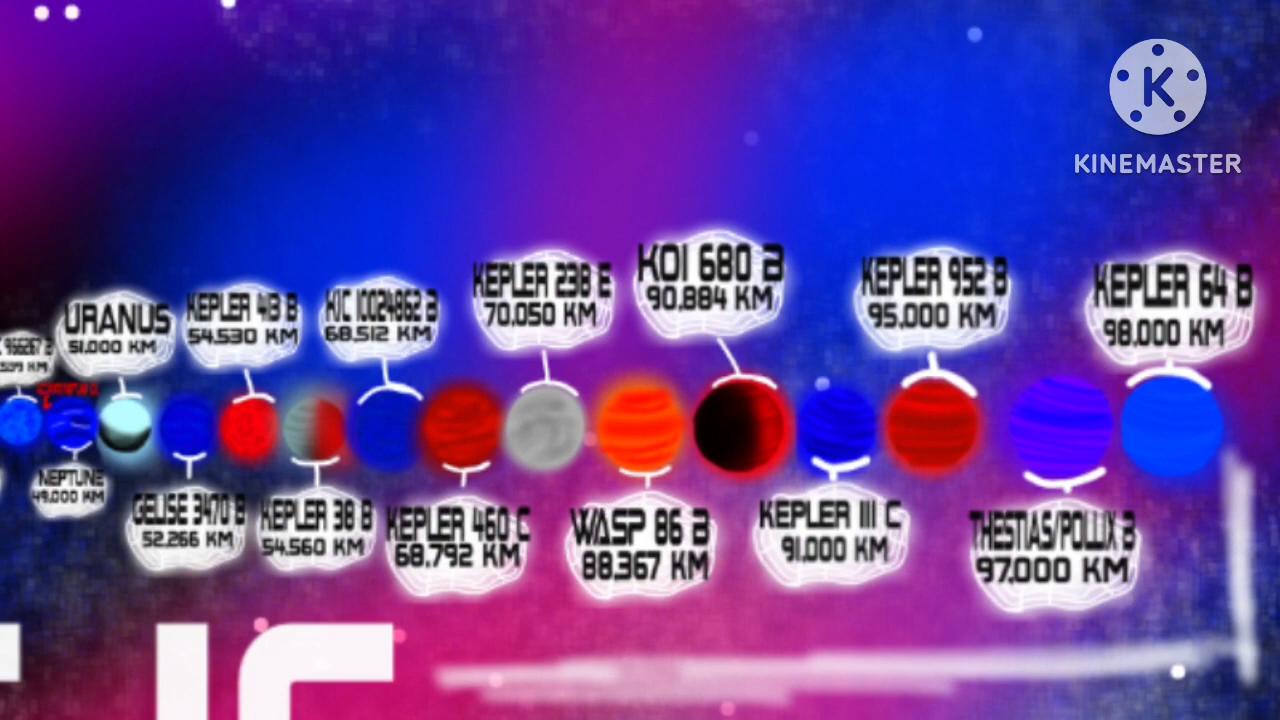 K
KINEMASTER
KOI 680 B
90.884 KM
KEPLER 238 E
70.050 KM
KEPLER 952 B
95.000 KM
KEPLER 64 B
98.000 KM
URANUS
51.000 KM
KEPLER 413 B
54.530 KM
KIC 10024862 B
68.512 KM
NEPTUNE
49.000 KM
GELISE 3470 B
52.266 KM
KEPLER 38 B
54.560 KM
KEPLER 460 C
68.792 KM
WASP 86 B
88.367 KM
KEPLER 111 C
91.000 KM
THESTIAS/POLLIX B
97.000 KM